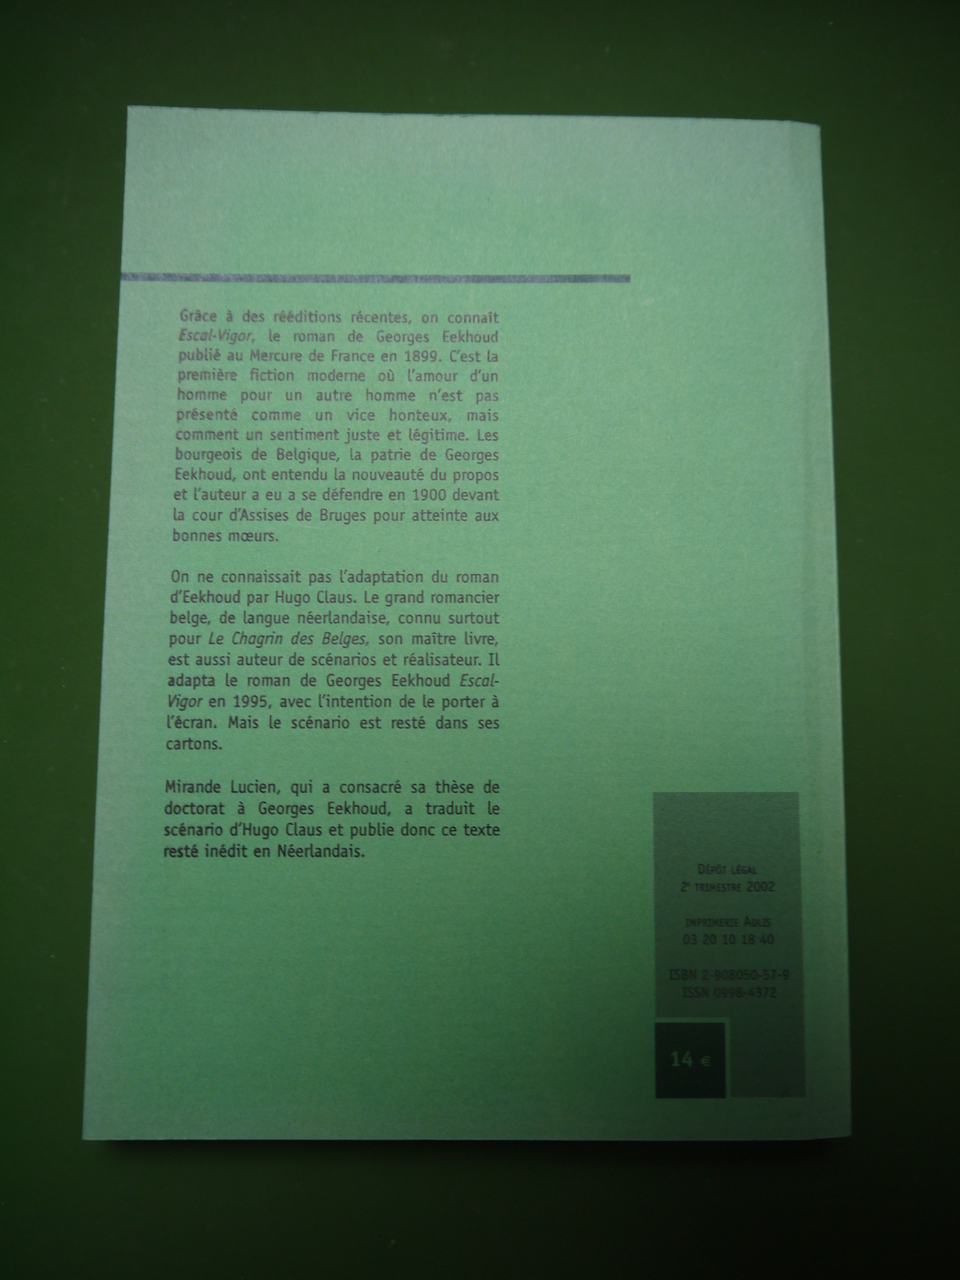 Grâce à des rééditions récentes, on connaît
Escal-Vigor, le roman de Georges Eekhoud
publié au Mercure de France en 1899. C'est la
première fiction moderne où l'amour d'un
homme pour un autre homme n'est pas
présenté comme un vice honteux, mais
comment un sentiment juste et légitime. Les
bourgeois de Belgique, la patrie de Georges
Eekhoud, ont entendu la nouveauté du propos
et l'auteur a eu a se défendre en 1900 devant
la cour d'Assises de Bruges pour atteinte aux
bonnes mœurs.
On ne connaissait pas l'adaptation du roman
d'Eekhoud par Hugo Claus. Le grand romancier
belge, de langue néerlandaise, connu surtout
pour Le Chagrin des Belges, son maître livre,
est aussi auteur de scénarios et réalisateur. Il
adapta le roman de Georges Eekhoud Escal-
Vigor en 1995, avec l'intention de le porter à
l'écran. Mais le scénario est resté dans ses
cartons.
Mirande Lucien, qui a consacré sa thèse de
doctorat à Georges Eekhoud, a traduit le
scénario d'Hugo Claus et publie donc ce texte
resté inédit en Néerlandais.
Dépôt légal
2e trimestre 2002
imprimerie Adlis
03 20 10 18 40
ISBN 2-908050-57-9
ISSN 0998-4372
14 €